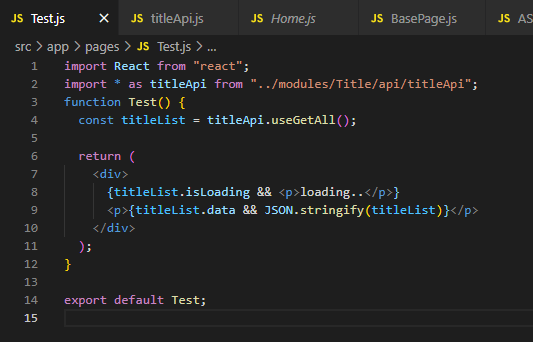 JS Test.js × JS titleApi.js JS Home.js JS BasePage.js JS AS
src > app > pages > JS Test.js > ...
1 import React from "react";
2 import * as titleApi from "../modules/Title/api/titleApi";
3 function Test() {
4 const titleList = titleApi.useGetAll();
5
6 return (
7 <div>
8 {titleList.isLoading && <p>loading..</p>}
9 <p>{titleList.data && JSON.stringify(titleList)}</p>
10 </div>
11 );
12 }
13
14 export default Test;
15